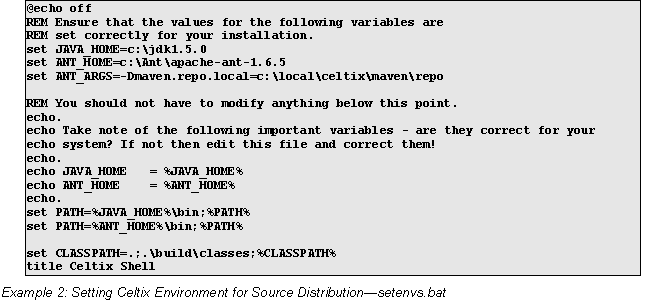 @echo off
REM Ensure that the values for the following variables are
REM set correctly for your installation.
set JAVA_HOME=c:\jdk1.5.0
set ANT_HOME=c:\Ant\apache-ant-1.6.5
set ANT_ARGS=-Dmaven.repo.local=c:\local\celtix\maven\repo

REM You should not have to modify anything below this point.
echo.
echo Take note of the following important variables - are they correct for your
echo system? If not then edit this file and correct them!
echo.
echo JAVA_HOME   = %JAVA_HOME%
echo ANT_HOME    = %ANT_HOME%
echo.
set PATH=%JAVA_HOME%\bin;%PATH%
set PATH=%ANT_HOME%\bin;%PATH%

set CLASSPATH=.;.\build\classes;%CLASSPATH%
title Celtix Shell
Example 2: Setting Celtix Environment for Source Distribution—setenvs.bat